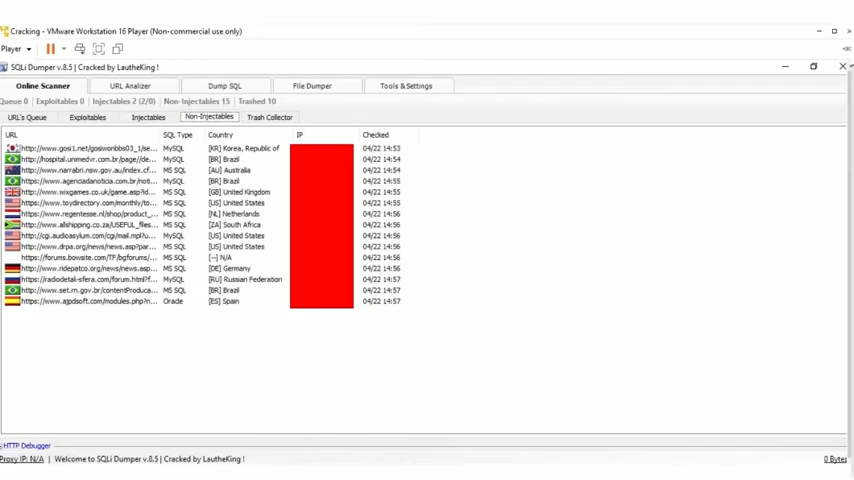 Cracking - VMware Workstation 16 Player (Non-commercial use only)
Player
SQLi Dumper v.8.5 | Cracked by LautheKing !
Online Scanner URL Analizer Dump SQL File Dumper Tools & Settings
Queue 0 Exploitables 0 Injectables 2 (2/0) Non-Injectables 15 Trashed 10
URL's Queue Exploitables Injectables Non-Injectables Trash Collector
URL SQL Type Country IP Checked
http://www.gosi1.net/gosiwonbbs03_1/se... MySQL [KR] Korea, Republic of 04/22 14:53
http://hospital.unimedvr.com.br/page//de... MySQL [BR] Brazil 04/22 14:54
http://www.narrabri.nsw.gov.au/index.cf... MS SQL [AU] Australia 04/22 14:54
http://www.agenciadanoticia.com.br/noti... MySQL [BR] Brazil 04/22 14:55
http://www.wixgames.co.uk/game.asp?id... MS SQL [GB] United Kingdom 04/22 14:55
http://www.toydirectory.com/monthly/to... MS SQL [US] United States 04/22 14:55
http://www.regentesse.nl/shop/product_... MS SQL [NL] Netherlands 04/22 14:56
http://www.allshipping.co.za/USEFUL_files... MS SQL [ZA] South Africa 04/22 14:56
http://cgi.audioasylum.com/cgi/mail.mpl?u... MySQL [US] United States 04/22 14:56
http://www.drpa.org/news/news.asp?par... MS SQL [US] United States 04/22 14:56
https://forums.bowsite.com/TF/bgforums/... MS SQL [--] N/A 04/22 14:56
http://www.ridepatco.org/news/news.asp... MS SQL [DE] Germany 04/22 14:56
https://radiodetali-sfera.com/forum.html?f... MySQL [RU] Russian Federation 04/22 14:57
http://www.set.rn.gov.br/contentProduca... MS SQL [BR] Brazil 04/22 14:57
http://www.ajpdsoft.com/modules.php?n... Oracle [ES] Spain 04/22 14:57
HTTP Debugger
Proxy IP: N/A Welcome to SQLi Dumper v.8.5 | Cracked by LautheKing ! 0 Bytes